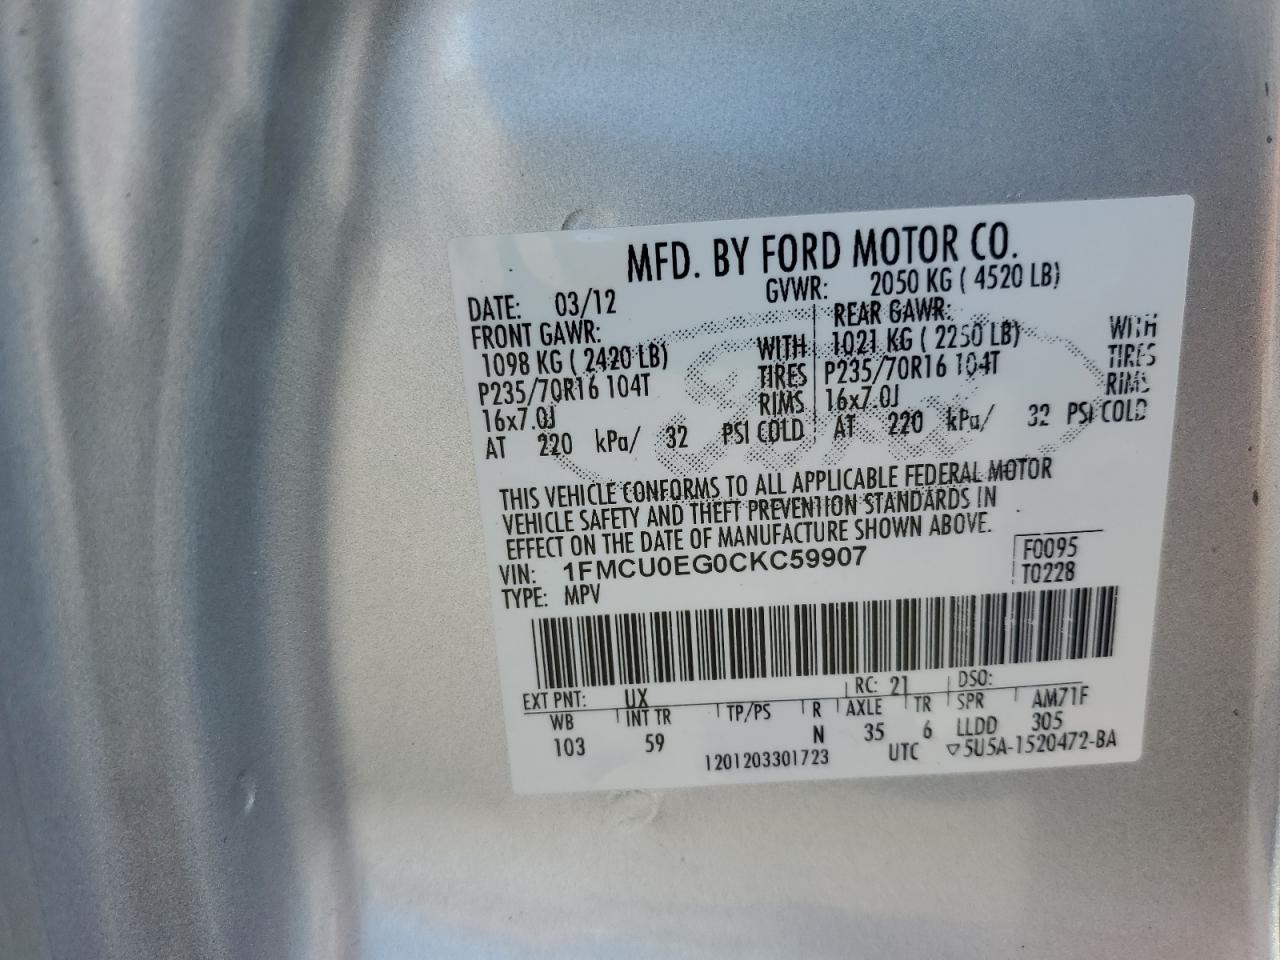 MFD. BY FORD MOTOR CO.
DATE: 03/12 GVWR: 2050 KG ( 4520 LB)
FRONT GAWR: REAR GAWR:
1098 KG ( 2420 LB) WITH 1021 KG ( 2250 LB) WITH
P235/70R16 104T TIRES P235/70R16 104T TIRES
16x7.0J RIMS 16x7.0J RIMS
AT 220 kPa/ 32 PSI COLD AT 220 kPa/ 32 PSI COLD
THIS VEHICLE CONFORMS TO ALL APPLICABLE FEDERAL MOTOR
VEHICLE SAFETY AND THEFT PREVENTION STANDARDS IN
EFFECT ON THE DATE OF MANUFACTURE SHOWN ABOVE.
VIN: 1FMCU0EG0CKC59907 F0095
TYPE: MPV T0228
EXT PNT: UX RC: 21 DSO:
WB INT TR TP/PS R AXLE TR SPR AM71F
103 59 N 35 6 LLDD 305
1201203301723 UTC ▽5U5A-1520472-BA